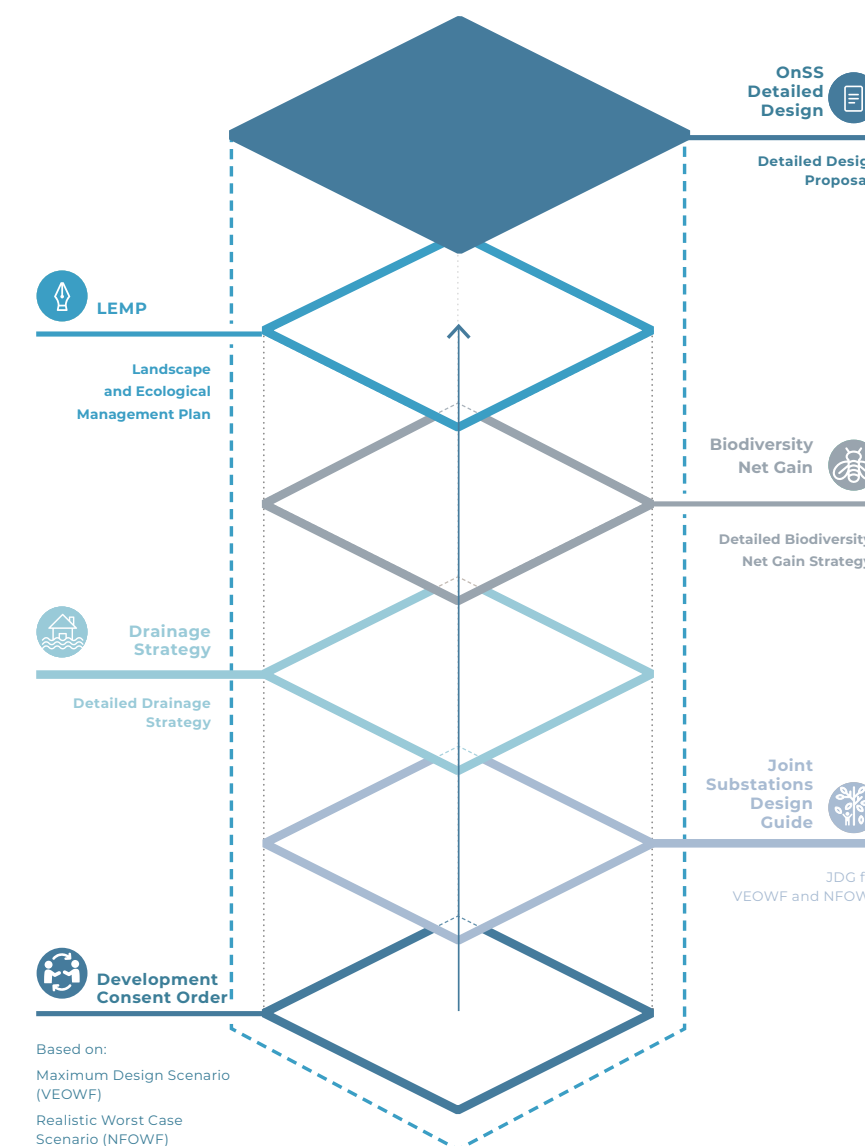 OnSS
Detailed
Design
Detailed Desig
Proposa
LEMP
Landscape
and Ecological
Management Plan
Biodiversity
Net Gain
Detailed Biodiversity
Net Gain Strategy
Drainage
Strategy
Detailed Drainage
Strategy
Joint
Substations
Design
Guide
JDG f
VEOWF and NFOW
Development
Consent Order
Based on:
Maximum Design Scenario
(VEOWF)
Realistic Worst Case
Scenario (NFOWF)